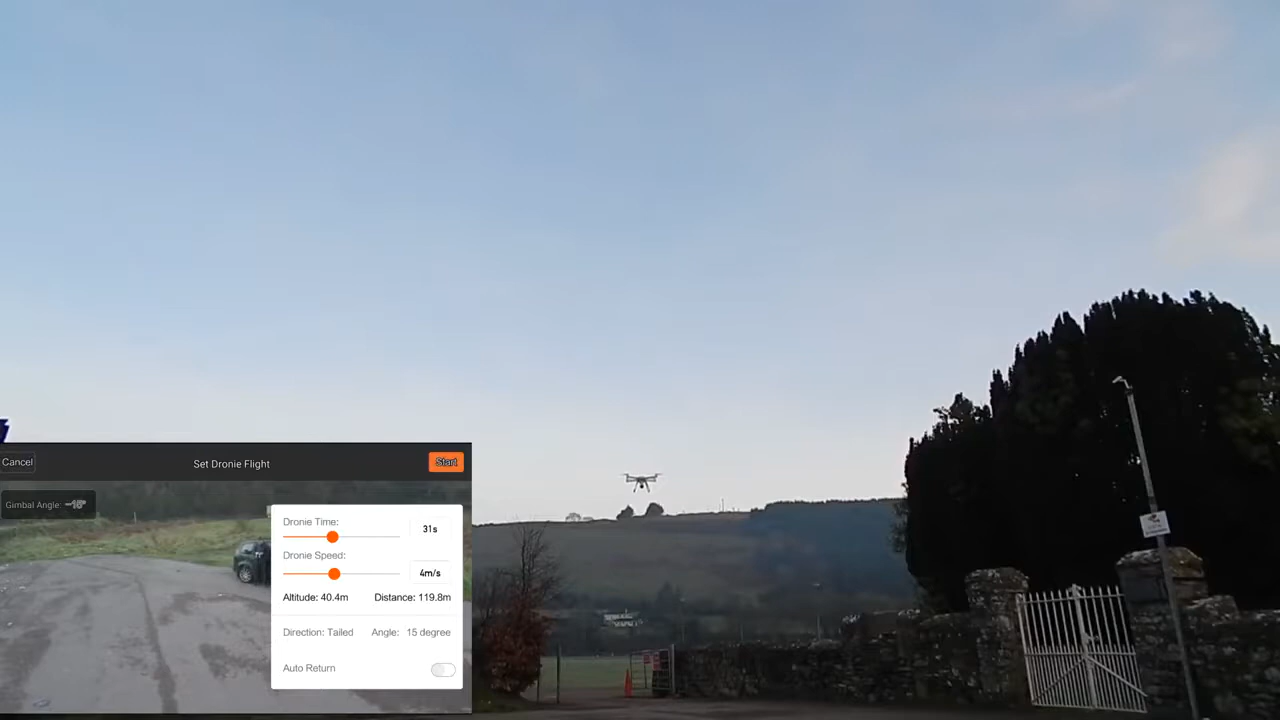 Cancel
Set Dronie Flight
Start
Gimbal Angle:
Dronie Time:
31s
Dronie Speed:
4m/s
Altitude: 40.4m
Distance: 119.8m
Direction: Tailed
Angle: 15 degree
Auto Return